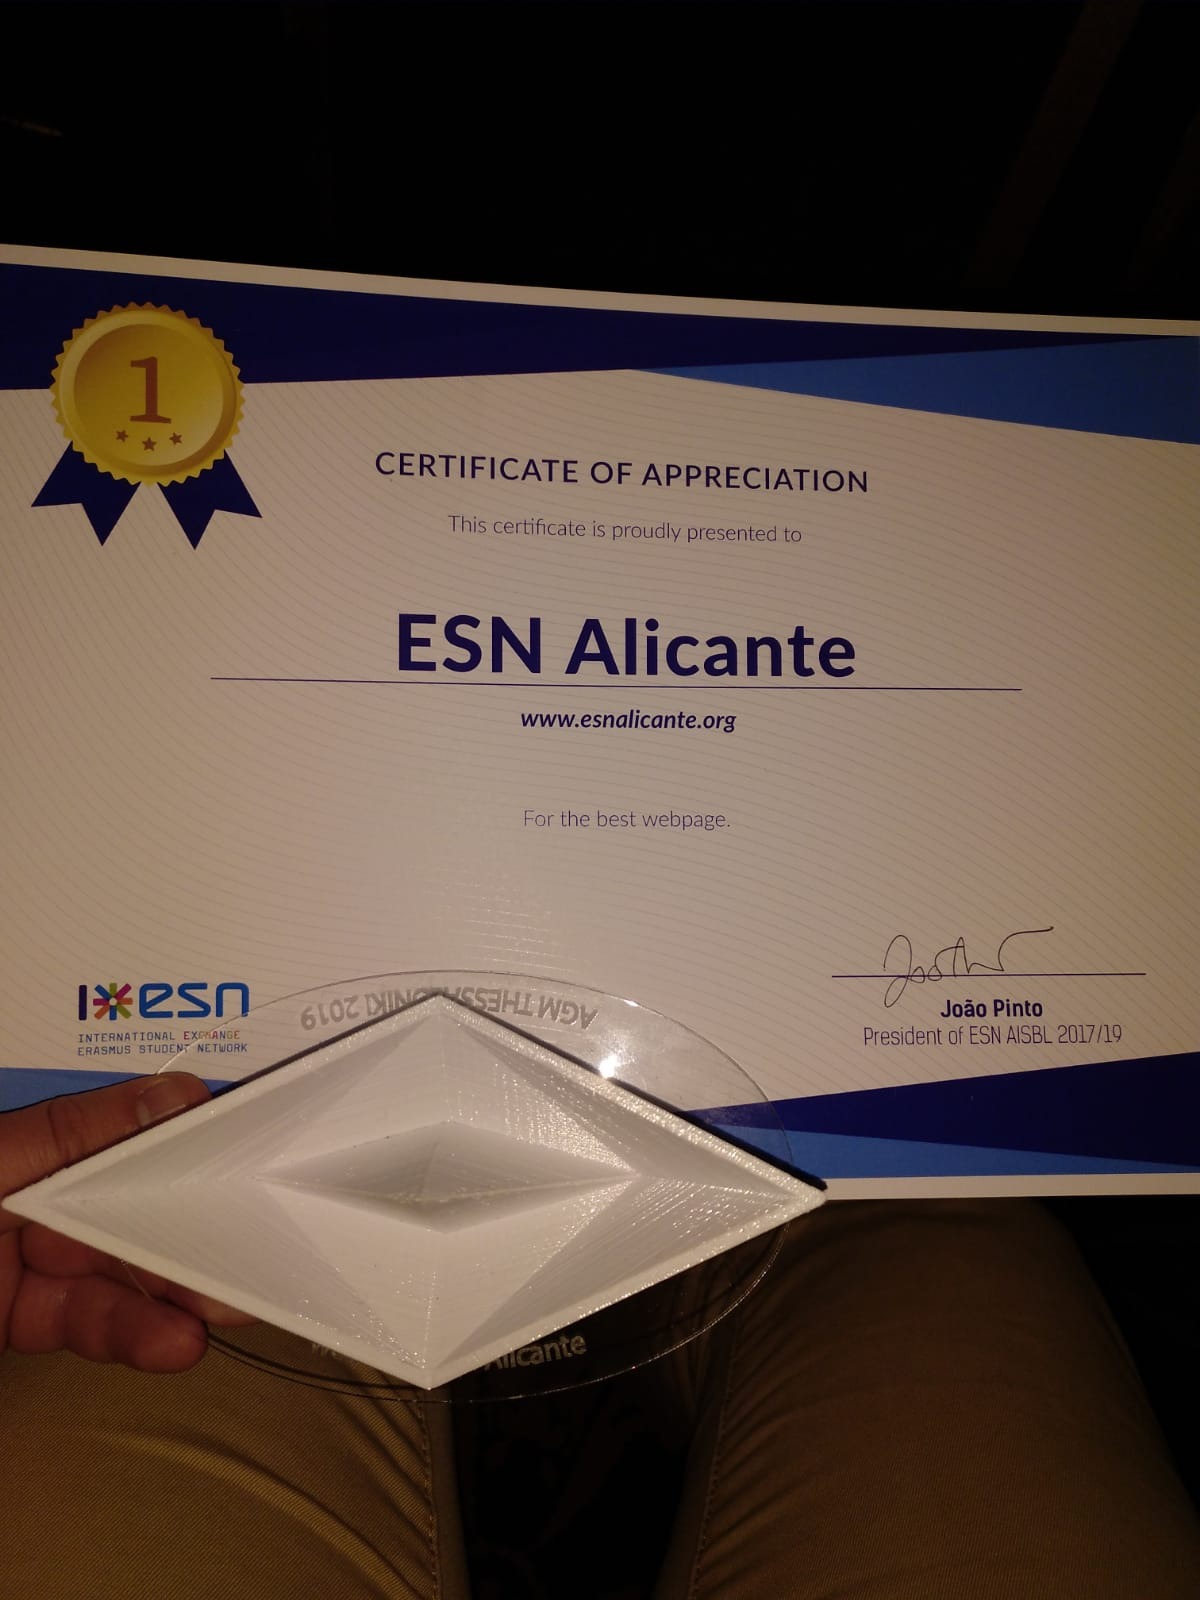 1
CERTIFICATE OF APPRECIATION
This certificate is proudly presented to
ESN Alicante
www.esnalicante.org
For the best webpage.
João Pinto
President of ESN AISBL 2017/19
esn
INTERNATIONAL EXCHANGE
ERASMUS STUDENT NETWORK
AGM THESSALONIKI 2019
Alicante